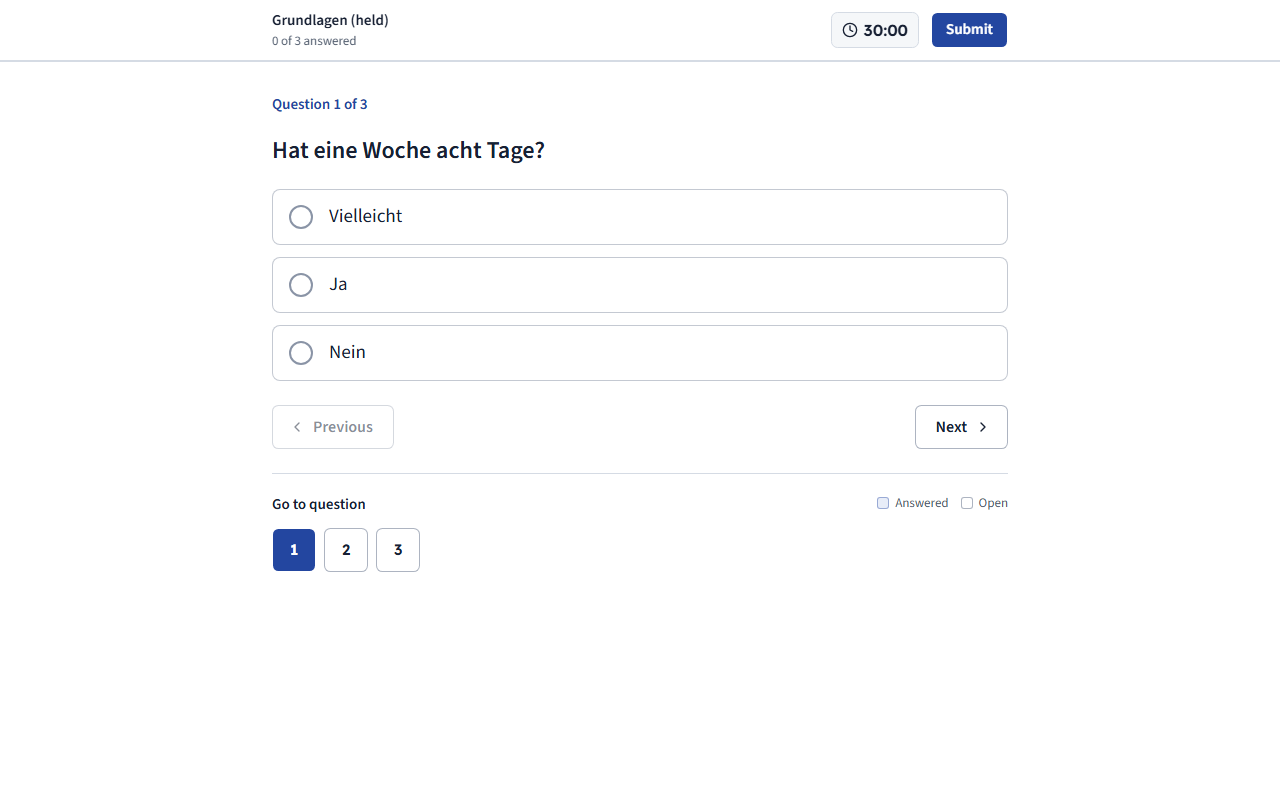 Grundlagen (held)
0 of 3 answered
30:00
Submit
Question 1 of 3
Hat eine Woche acht Tage?
Vielleicht
Ja
Nein
Previous
Next
Go to question
Answered
Open
1
2
3